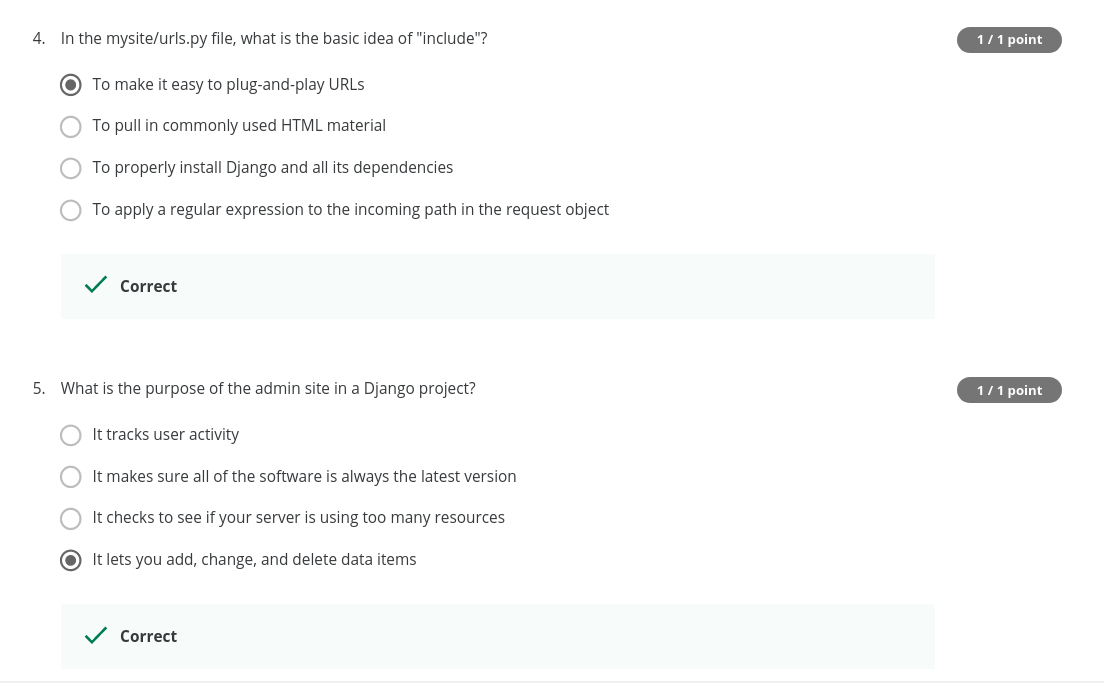 4. In the mysite/urls.py file, what is the basic idea of "include"?
1 / 1 point
To make it easy to plug-and-play URLs
To pull in commonly used HTML material
To properly install Django and all its dependencies
To apply a regular expression to the incoming path in the request object
Correct
5. What is the purpose of the admin site in a Django project?
1 / 1 point
It tracks user activity
It makes sure all of the software is always the latest version
It checks to see if your server is using too many resources
It lets you add, change, and delete data items
Correct